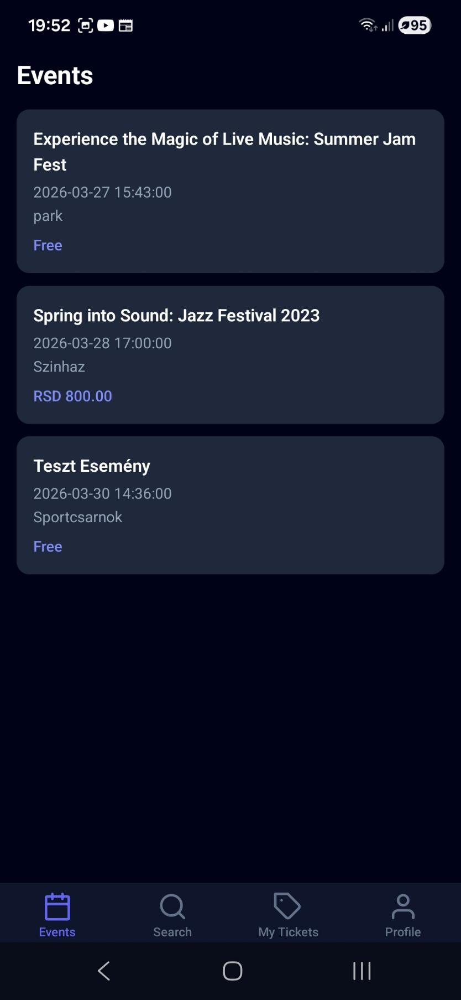 19:52
95
Events
Experience the Magic of Live Music: Summer Jam
Fest
2026-03-27 15:43:00
park
Free
Spring into Sound: Jazz Festival 2023
2026-03-28 17:00:00
Szinhaz
RSD 800.00
Teszt Esemény
2026-03-30 14:36:00
Sportcsarnok
Free
Events
Search
My Tickets
Profile